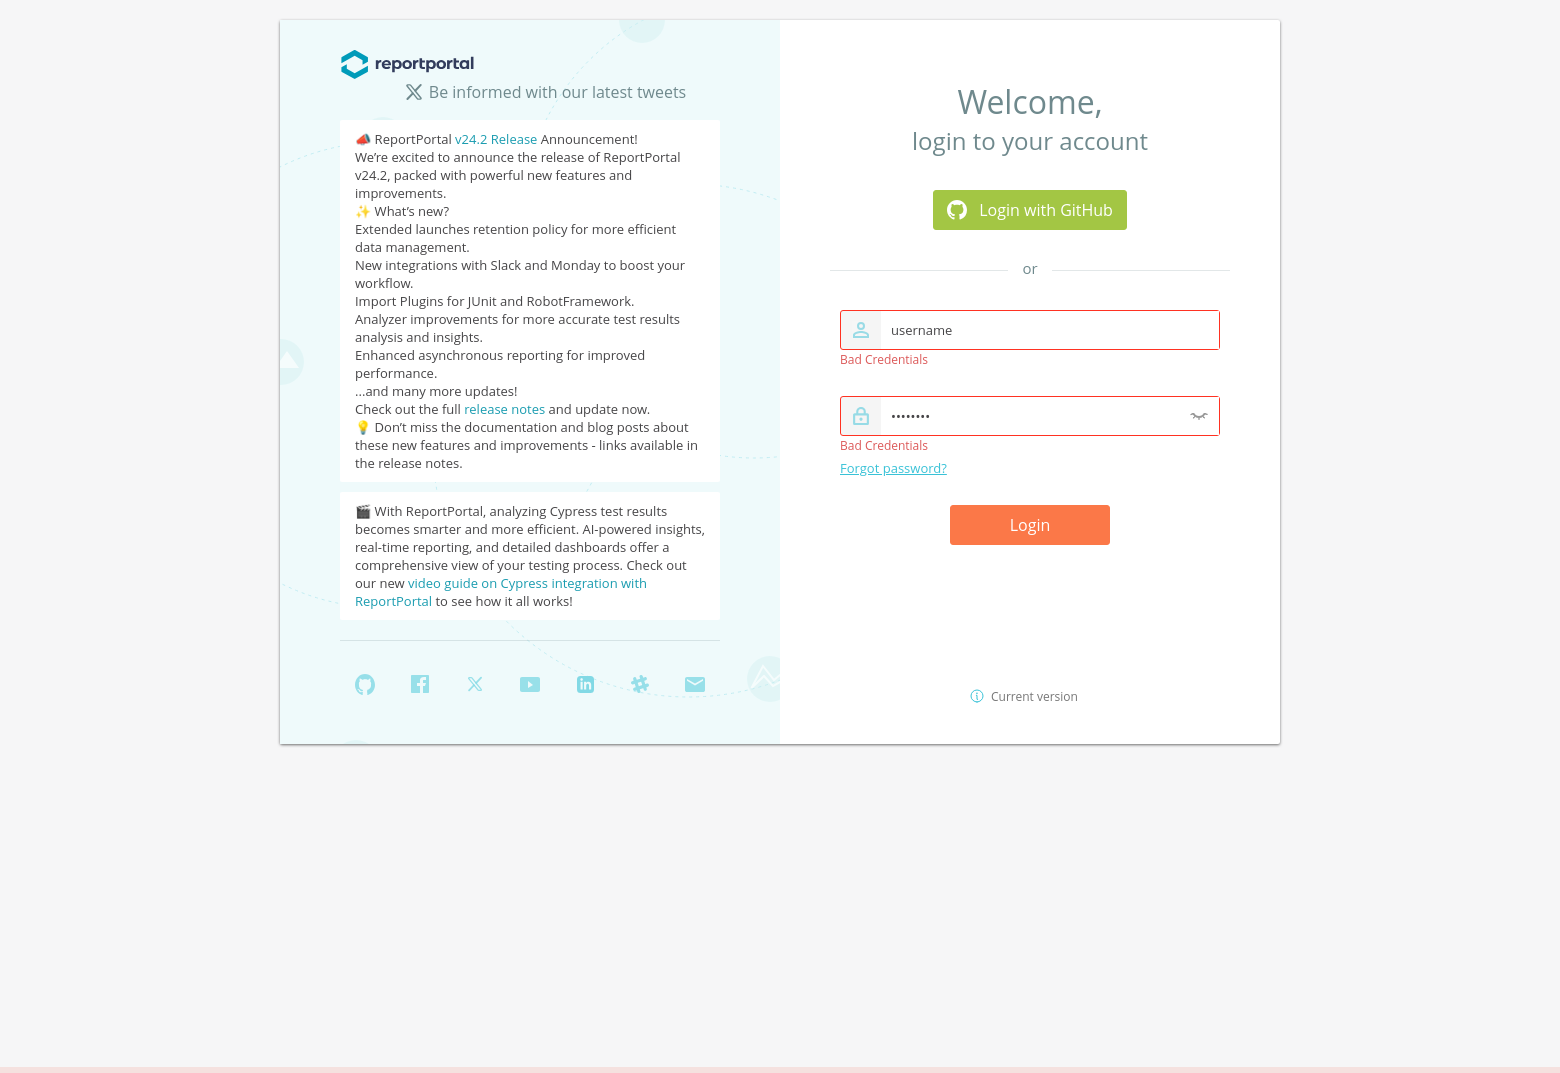 reportportal
Be informed with our latest tweets
📣 ReportPortal v24.2 Release Announcement!
We’re excited to announce the release of ReportPortal
v24.2, packed with powerful new features and
improvements.
✨ What’s new?
Extended launches retention policy for more efficient
data management.
New integrations with Slack and Monday to boost your
workflow.
Import Plugins for JUnit and RobotFramework.
Analyzer improvements for more accurate test results
analysis and insights.
Enhanced asynchronous reporting for improved
performance.
...and many more updates!
Check out the full release notes and update now.
💡 Don’t miss the documentation and blog posts about
these new features and improvements - links available in
the release notes.
🎬 With ReportPortal, analyzing Cypress test results
becomes smarter and more efficient. AI-powered insights,
real-time reporting, and detailed dashboards offer a
comprehensive view of your testing process. Check out
our new video guide on Cypress integration with
ReportPortal to see how it all works!
Welcome,
login to your account
Login with GitHub
or
username
Bad Credentials
••••••••
Bad Credentials
Forgot password?
Login
Current version